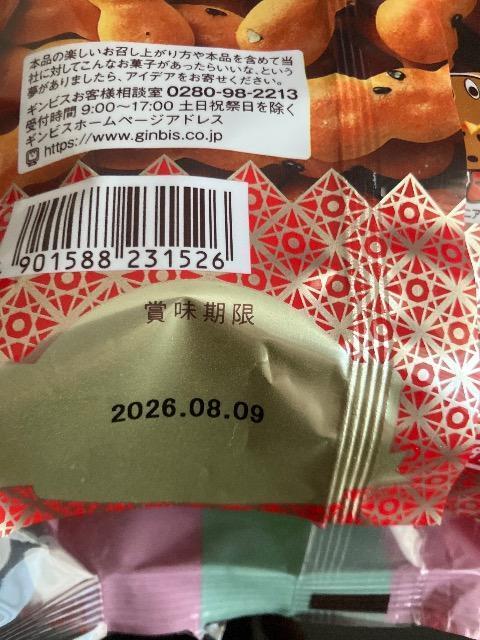 本品の楽しいお召し上がり方や本品を含めて当
社に対してこんなお菓子があったらいいな、という
夢がありましたら、アイデアをお寄せください。
ギンビスお客様相談室 0280-98-2213
受付時間 9:00〜17:00 土日祝祭日を除く
ギンビスホームページアドレス
https://www.ginbis.co.jp
901588 231526
賞味期限
2026.08.09